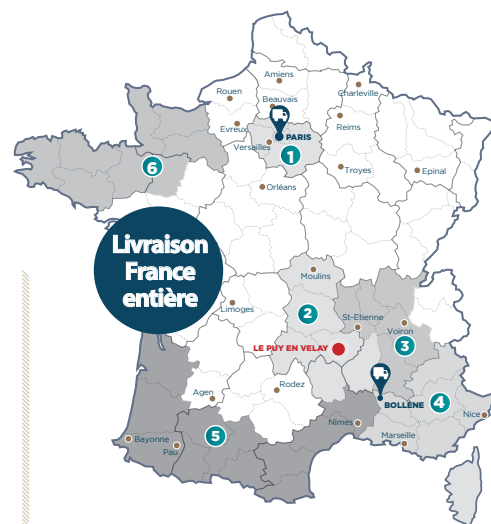 Amiens
Rouen
Beauvais
Charleville
Evreux
PARIS
Reims
Versailles
1
6
Troyes
Epinal
Orléans
Livraison
France
entière
Moulins
Limoges
2
St-Etienne
Voiron
LE PUY EN VELAY
3
Agen
Rodez
BOLLÈNE
4
Nice
Nîmes
Bayonne
5
Marseille
Pau